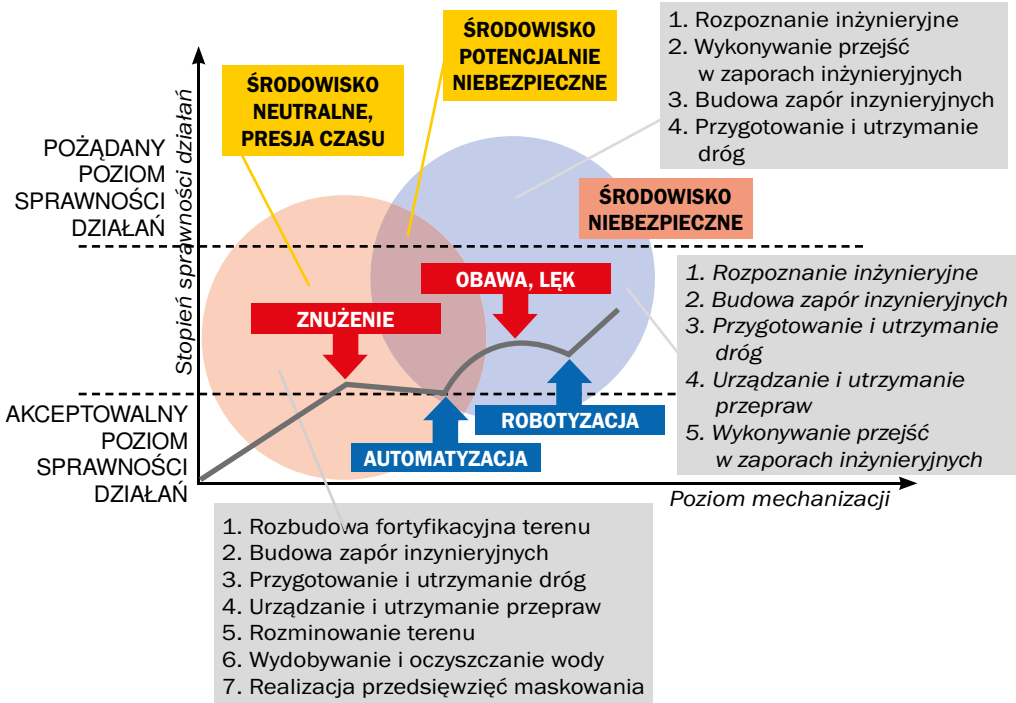 ŚRODOWISKO
POTENCJALNIE
NIEBEZPIECZNE
ŚRODOWISKO
NEUTRALNE,
PRESJA CZASU
1. Rozpoznanie inżynieryjne
2. Wykonywanie przejść
w zaporach inżynieryjnych
3. Budowa zapór inzynieryjnych
4. Przygotowanie i utrzymanie
dróg
POŻĄDANY
POZIOM
SPRAWNOŚCI
DZIAŁAŃ
Stopień sprawności działań
ŚRODOWISKO
NIEBEZPIECZNE
OBAWA, LĘK
ZNUŻENIE
1. Rozpoznanie inżynieryjne
2. Budowa zapór inzynieryjnych
3. Przygotowanie i utrzymanie
dróg
4. Urządzanie i utrzymanie
przepraw
5. Wykonywanie przejść
w zaporach inżynieryjnych
AKCEPTOWALNY
POZIOM
SPRAWNOŚCI
DZIAŁAŃ
ROBOTYZACJA
AUTOMATYZACJA
Poziom mechanizacji
1. Rozbudowa fortyfikacyjna terenu
2. Budowa zapór inzynieryjnych
3. Przygotowanie i utrzymanie dróg
4. Urządzanie i utrzymanie przepraw
5. Rozminowanie terenu
6. Wydobywanie i oczyszczanie wody
7. Realizacja przedsięwzięć maskowania